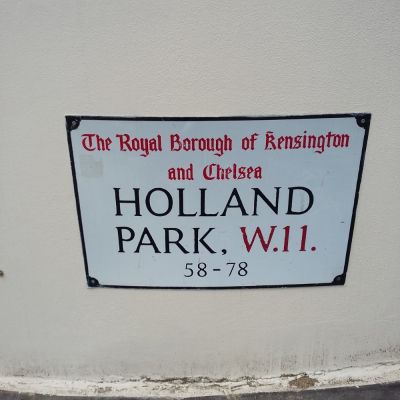 The Royal Borough of Kensington
and Chelsea
HOLLAND
PARK, W.11.
58-78